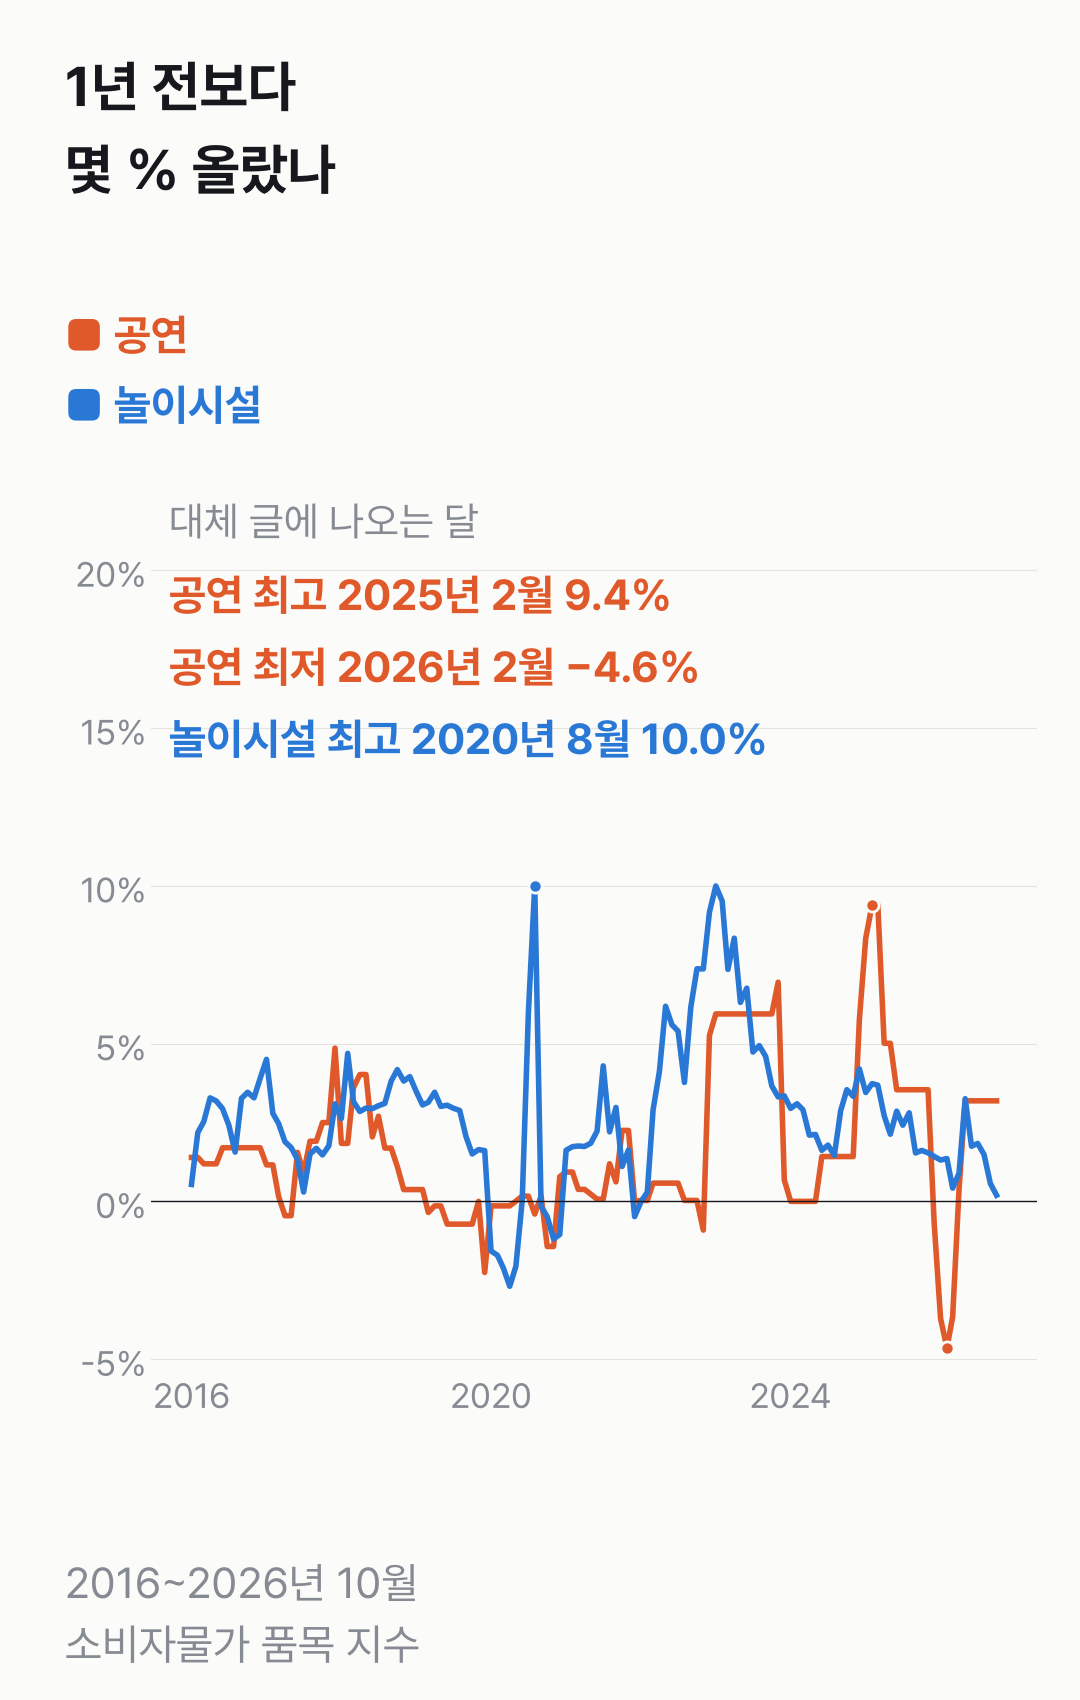 1년 전보다
몇 % 올랐나
공연
놀이시설
대체 글에 나오는 달
20%
공연 최고 2025년 2월 9.4%
공연 최저 2026년 2월 −4.6%
15%
놀이시설 최고 2020년 8월 10.0%
10%
5%
0%
-5%
2016 2020 2024
2016~2026년 10월
소비자물가 품목 지수